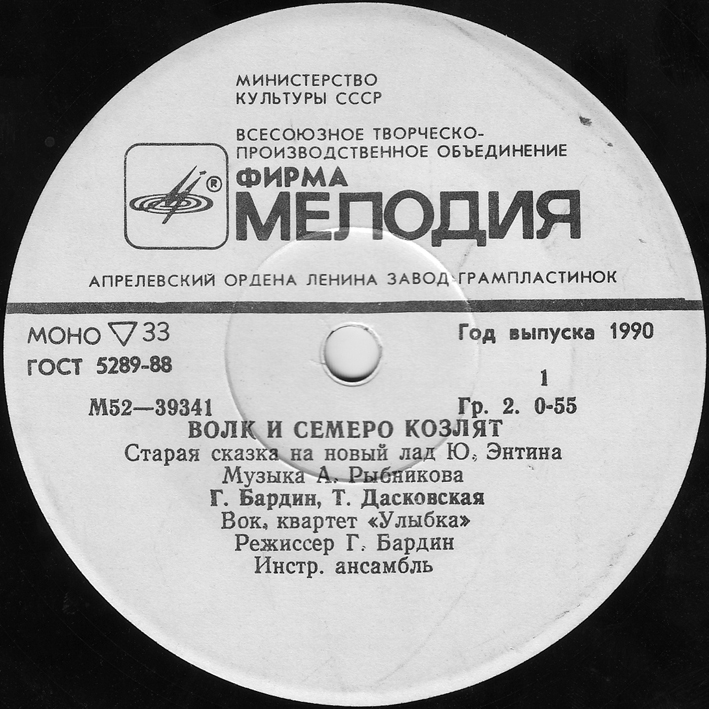 МИНИСТЕРСТВО
КУЛЬТУРЫ СССР
ВСЕСОЮЗНОЕ ТВОРЧЕСКО-
ПРОИЗВОДСТВЕННОЕ ОБЪЕДИНЕНИЕ
ФИРМА
® МЕЛОДИЯ
АПРЕЛЕВСКИЙ ОРДЕНА ЛЕНИНА ЗАВОД ГРАМПЛАСТИНОК
МОНО ▽ 33 Год выпуска 1990
ГОСТ 5289-88
1
М52—39341 Гр. 2. 0-55
ВОЛК И СЕМЕРО КОЗЛЯТ
Старая сказка на новый лад Ю. Энтина
Музыка А. Рыбникова
Г. Бардин, Т. Дасковская
Вок. квартет «Улыбка»
Режиссер Г. Бардин
Инстр. ансамбль